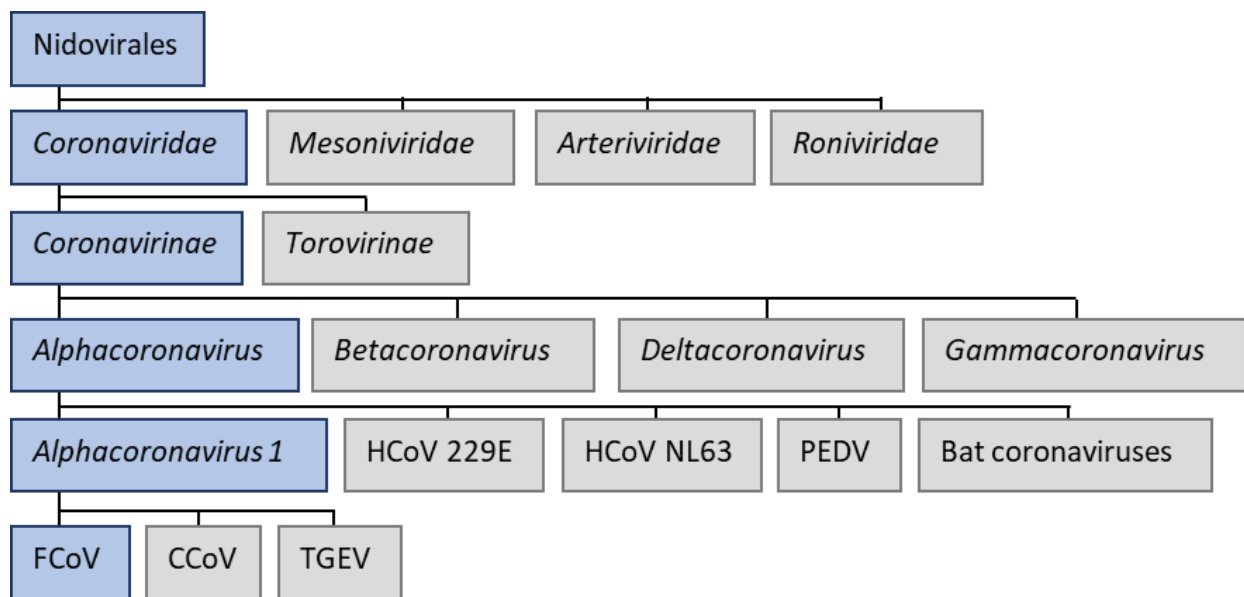 Nidovirales
Coronaviridae Mesoniviridae Arteriviridae Roniviridae
Coronavirinae Torovirinae
Alphacoronavirus Betacoronavirus Deltacoronavirus Gammacoronavirus
Alphacoronavirus 1 HCoV 229E HCoV NL63 PEDV Bat coronaviruses
FCoV CCoV TGEV